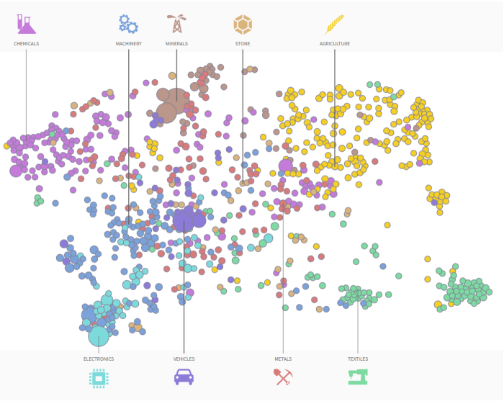 CHEMICALS
MACHINERY
MINERALS
STONE
AGRICULTURE
ELECTRONICS
VEHICLES
METALS
TEXTILES